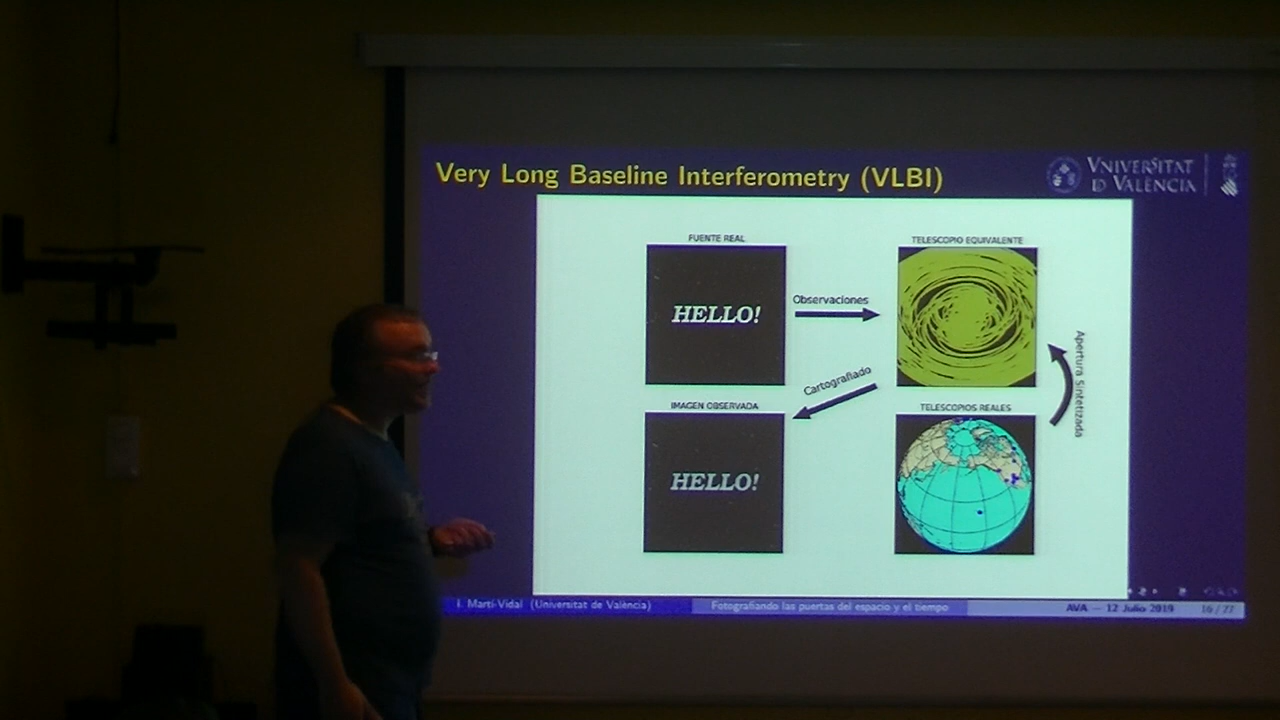 Very Long Baseline Interferometry (VLBI)
VNIVERSITAT
ID VALÈNCIA
FUENTE REAL
TELESCOPIO EQUIVALENTE
HELLO!
Observaciones
Cartografiado
Apertura Sintetizada
IMAGEN OBSERVADA
TELESCOPIOS REALES
HELLO!
I. Martí-Vidal (Universitat de València)
Fotografiando las puertas del espacio y el tiempo
AVA — 12 Julio 2019
16 / 27